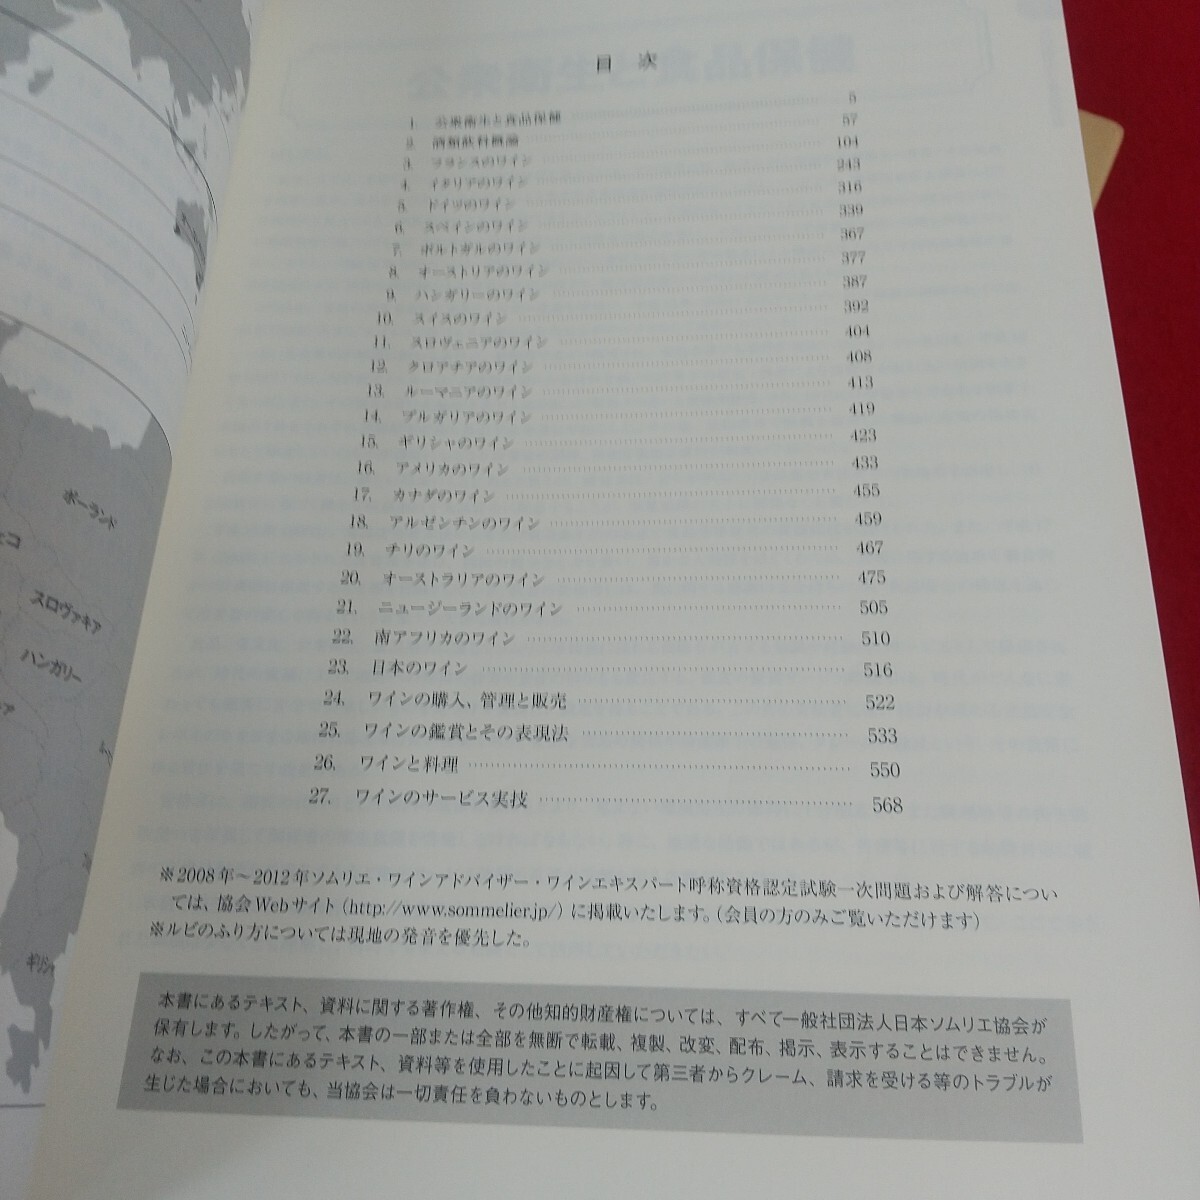 目次
1. 公衆衛生と食品保健 5
2. 酒類飲料概論 57
3. フランスのワイン 104
4. イタリアのワイン 243
5. ドイツのワイン 316
6. スペインのワイン 339
7. ポルトガルのワイン 367
8. オーストリアのワイン 377
9. ハンガリーのワイン 387
10. スイスのワイン 392
11. スロヴェニアのワイン 404
12. クロアチアのワイン 408
13. ルーマニアのワイン 413
14. ブルガリアのワイン 419
15. ギリシャのワイン 423
16. アメリカのワイン 433
17. カナダのワイン 455
18. アルゼンチンのワイン 459
19. チリのワイン 467
20. オーストラリアのワイン 475
21. ニュージーランドのワイン 505
22. 南アフリカのワイン 510
23. 日本のワイン 516
24. ワインの購入、管理と販売 522
25. ワインの鑑賞とその表現法 533
26. ワインと料理 550
27. ワインのサービス実技 568
※2008年～2012年ソムリエ・ワインアドバイザー・ワインエキスパート呼称資格認定試験一次問題および解答につい
ては、協会Webサイト（http://www.sommelier.jp/）に掲載いたします。（会員の方のみご覧いただけます）
※ルビのふり方については現地の発音を優先した。
本書にあるテキスト、資料に関する著作権、その他知的財産権については、すべて一般社団法人日本ソムリエ協会が
保有します。したがって、本書の一部または全部を無断で転載、複製、改変、配布、掲示、表示することはできません。
なお、この本書にあるテキスト、資料等を使用したことに起因して第三者からクレーム、請求を受ける等のトラブルが
生じた場合においても、当協会は一切責任を負わないものとします。
ポーランド
スロヴァキア
ハンガリー